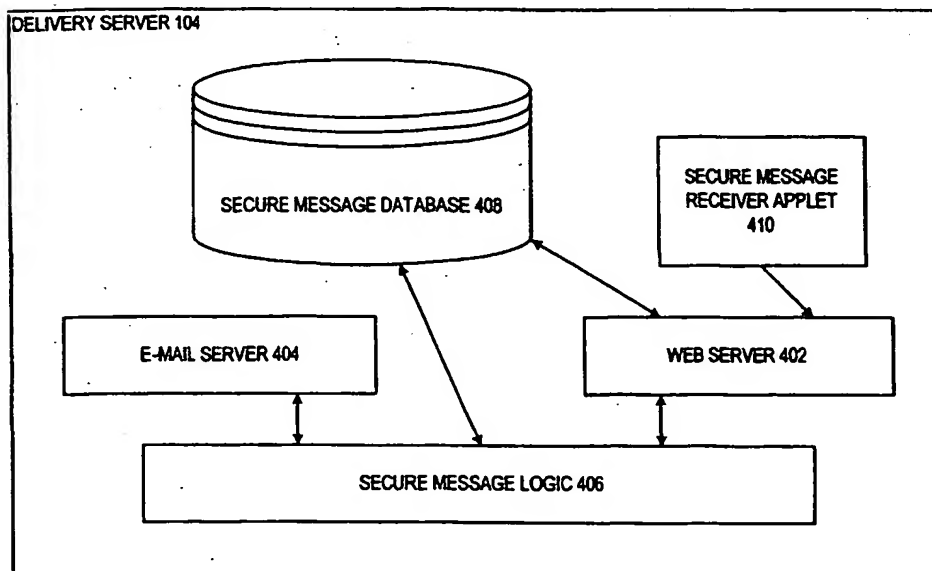 DELIVERY SERVER 104
SECURE MESSAGE DATABASE 408
SECURE MESSAGE
RECEIVER APPLET
410
E-MAIL SERVER 404
WEB SERVER 402
SECURE MESSAGE LOGIC 406